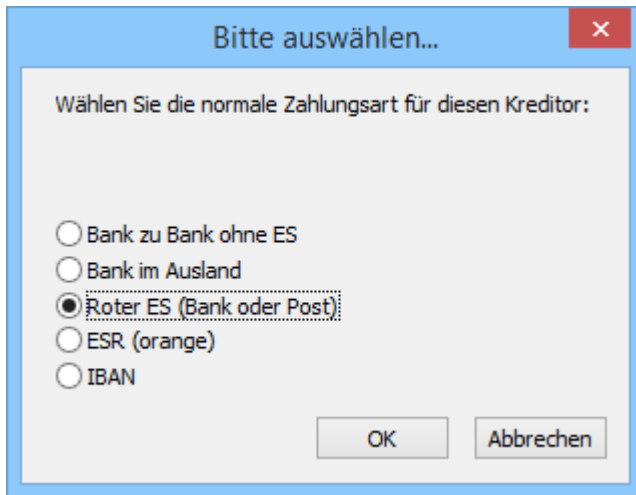 Bitte auswählen...
Wählen Sie die normale Zahlungsart für diesen Kreditor:
Bank zu Bank ohne ES
Bank im Ausland
Roter ES (Bank oder Post)
ESR (orange)
IBAN
OK
Abbrechen